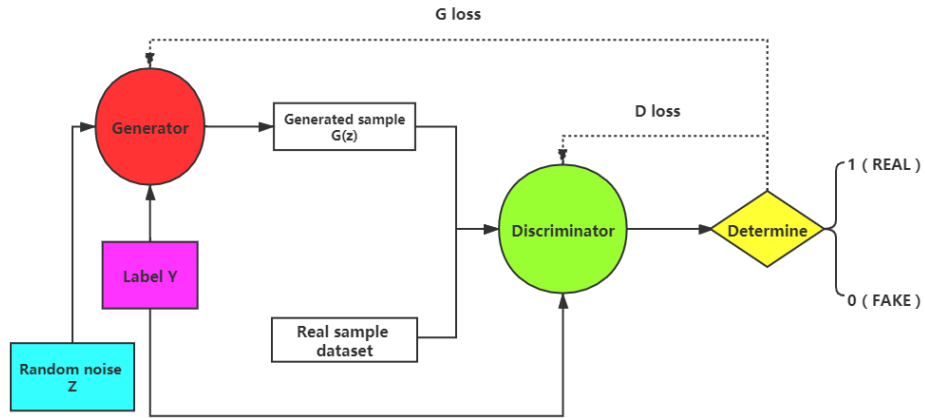 G loss
Generator
Generated sample
G(z)
D loss
1 ( REAL )
Discriminator
Determine
Label Y
0 ( FAKE )
Real sample
dataset
Random noise
Z